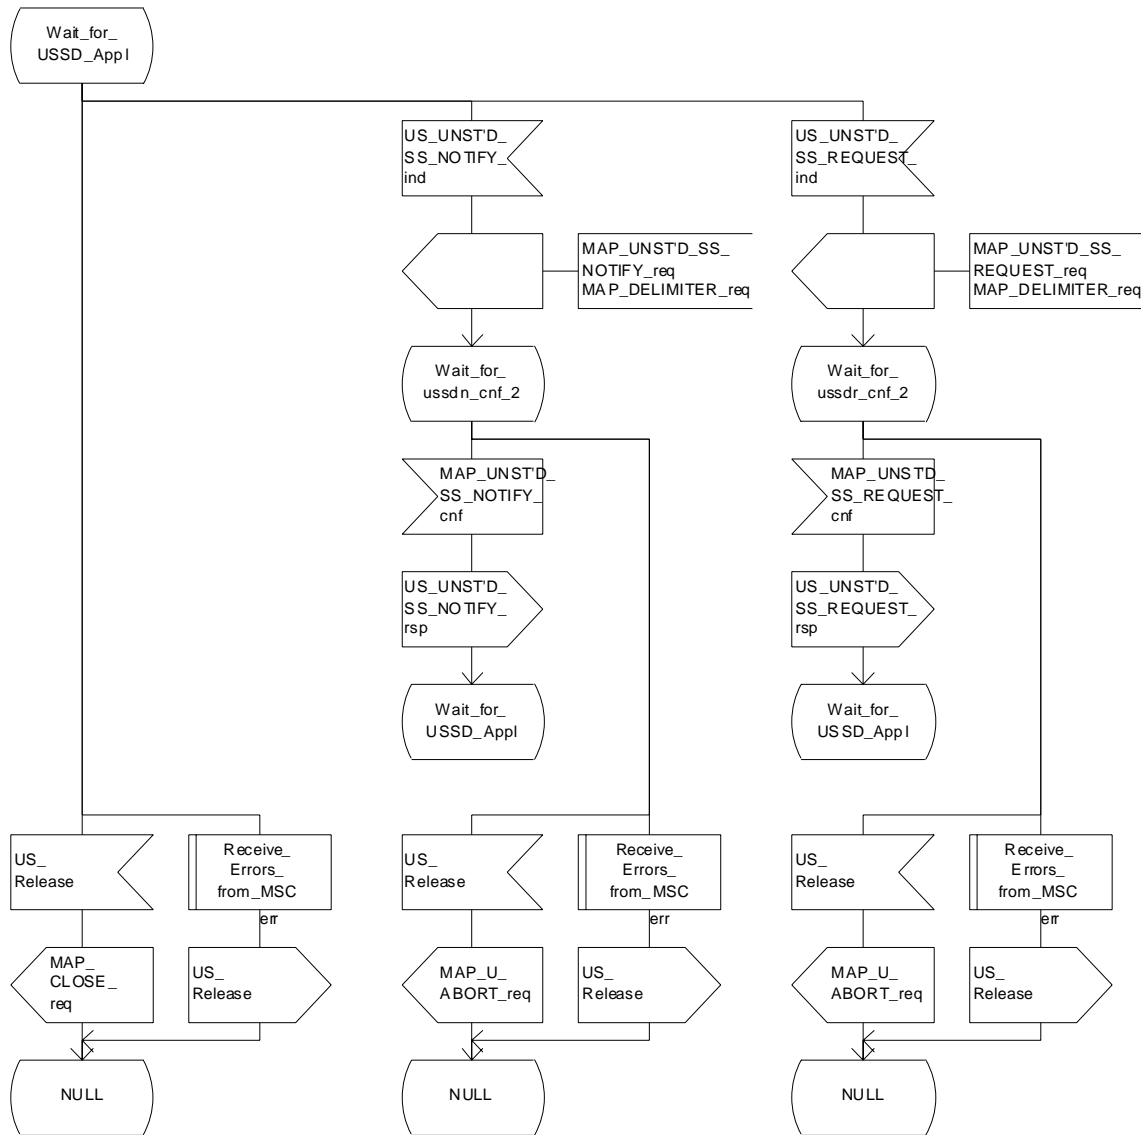 Wait_for_
USSD_Appl
US_UNST'D_
SS_NOTIFY_
ind
US_UNST'D_
SS_REQUEST_
ind
MAP_UNST'D_SS_
NOTIFY_req
MAP_DELIMITER_req
MAP_UNST'D_SS_
REQUEST_req
MAP_DELIMITER_req
Wait_for_
ussdn_cnf_2
Wait_for_
ussdr_cnf_2
MAP_UNST'D_
SS_NOTIFY_
cnf
MAP_UNST'D_
SS_REQUEST_
cnf
US_UNST'D_
SS_NOTIFY_
rsp
US_UNST'D_
SS_REQUEST_
rsp
Wait_for_
USSD_Appl
Wait_for_
USSD_Appl
US_
Release
Receive_
Errors_
from_MSC
err
US_
Release
Receive_
Errors_
from_MSC
err
US_
Release
Receive_
Errors_
from_MSC
err
MAP_
CLOSE_
req
US_
Release
MAP_U_
ABORT_req
US_
Release
MAP_U_
ABORT_req
US_
Release
NULL
NULL
NULL